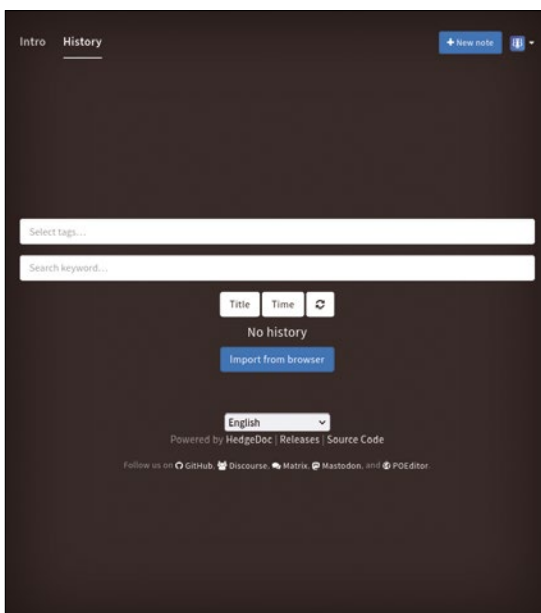 Intro History + New note
Select tags...
Search keyword...
Title Time
No history
Import from browser
English
Powered by HedgeDoc | Releases | Source Code
Follow us on GitHub, Discourse, Matrix, Mastodon, and POEditor.